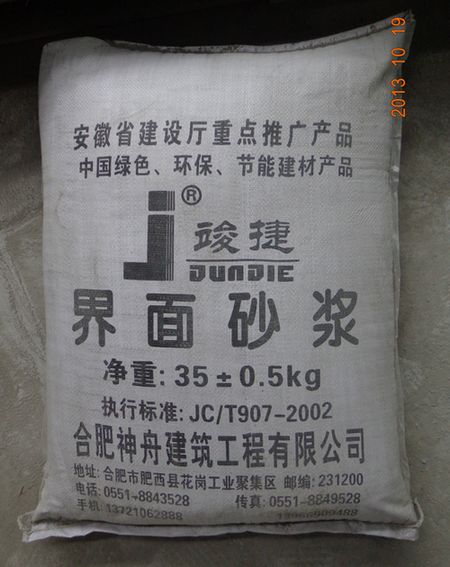 2013 10 19
安徽省建设厅重点推广产品
中国绿色、环保、节能建材产品
J®
竣捷
JUNJIE
界面砂浆
净重: 35±0.5kg
执行标准: JC/T907-2002
合肥神舟建筑工程有限公司
地址: 合肥市肥西县花岗工业聚集区 邮编: 231200
电话: 0551-8843528 传真: 0551-8849528
手机: 13721062888